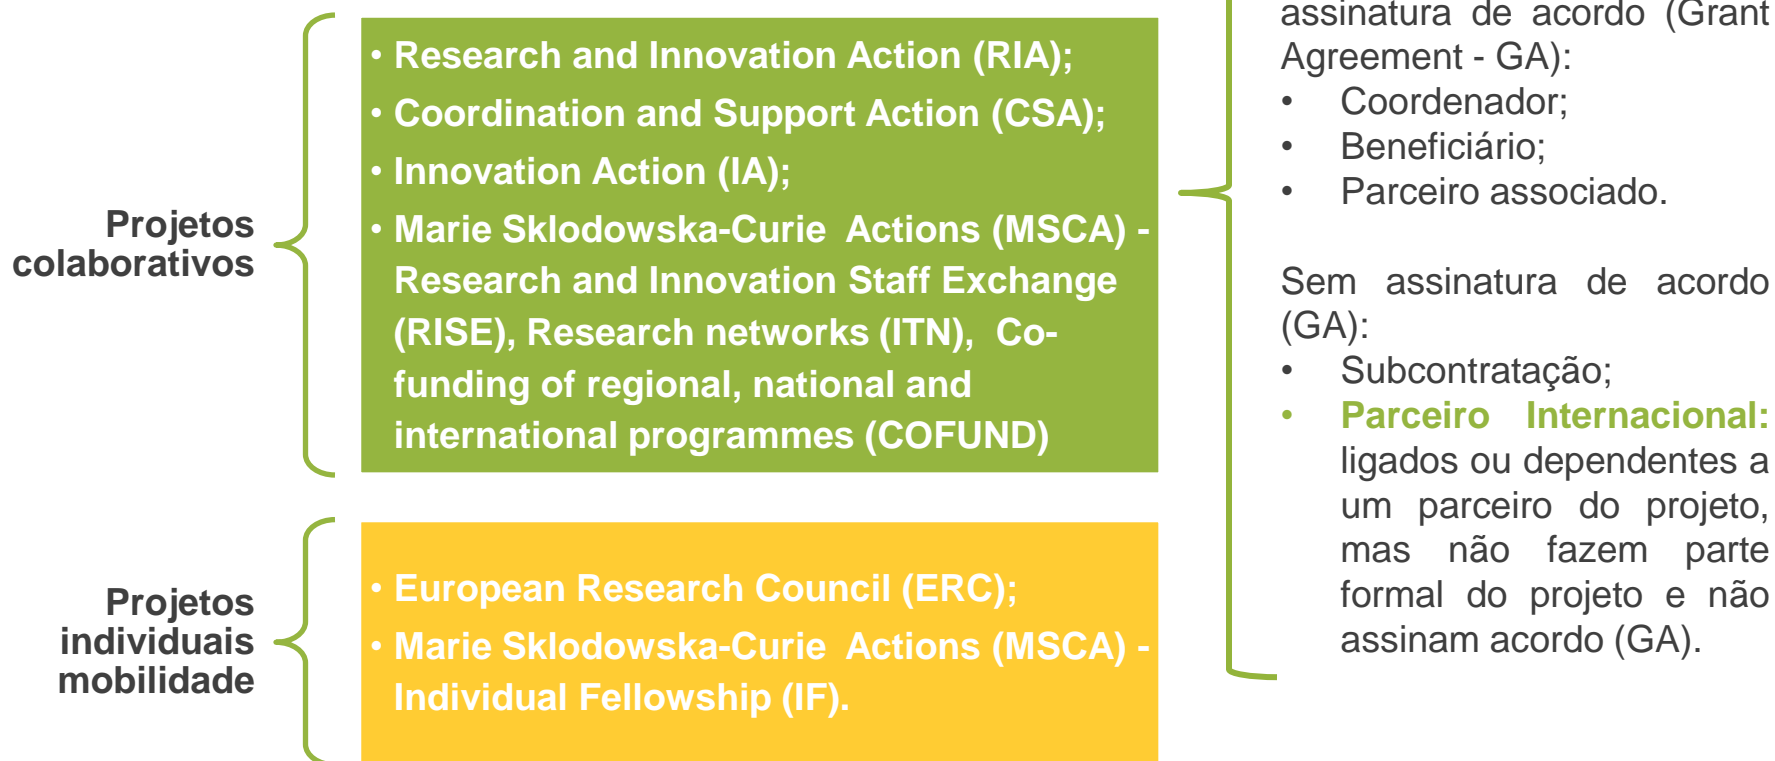 Projetos
colaborativos
• Research and Innovation Action (RIA);
• Coordination and Support Action (CSA);
• Innovation Action (IA);
• Marie Sklodowska-Curie Actions (MSCA) -
Research and Innovation Staff Exchange
(RISE), Research networks (ITN), Co-
funding of regional, national and
international programmes (COFUND)
Projetos
individuais
mobilidade
• European Research Council (ERC);
• Marie Sklodowska-Curie Actions (MSCA) -
Individual Fellowship (IF).
assinatura de acordo (Grant
Agreement - GA):
• Coordenador;
• Beneficiário;
• Parceiro associado.
Sem assinatura de acordo
(GA):
• Subcontratação;
• Parceiro Internacional:
ligados ou dependentes a
um parceiro do projeto,
mas não fazem parte
formal do projeto e não
assinam acordo (GA).